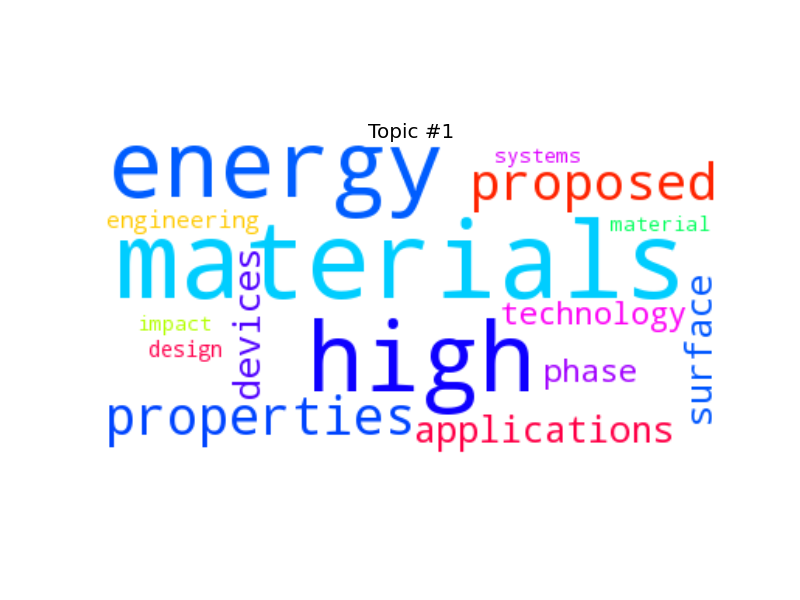 Topic #1
energy
systems
proposed
engineering
material
materials
devices
surface
technology
impact
high
design
phase
properties
applications